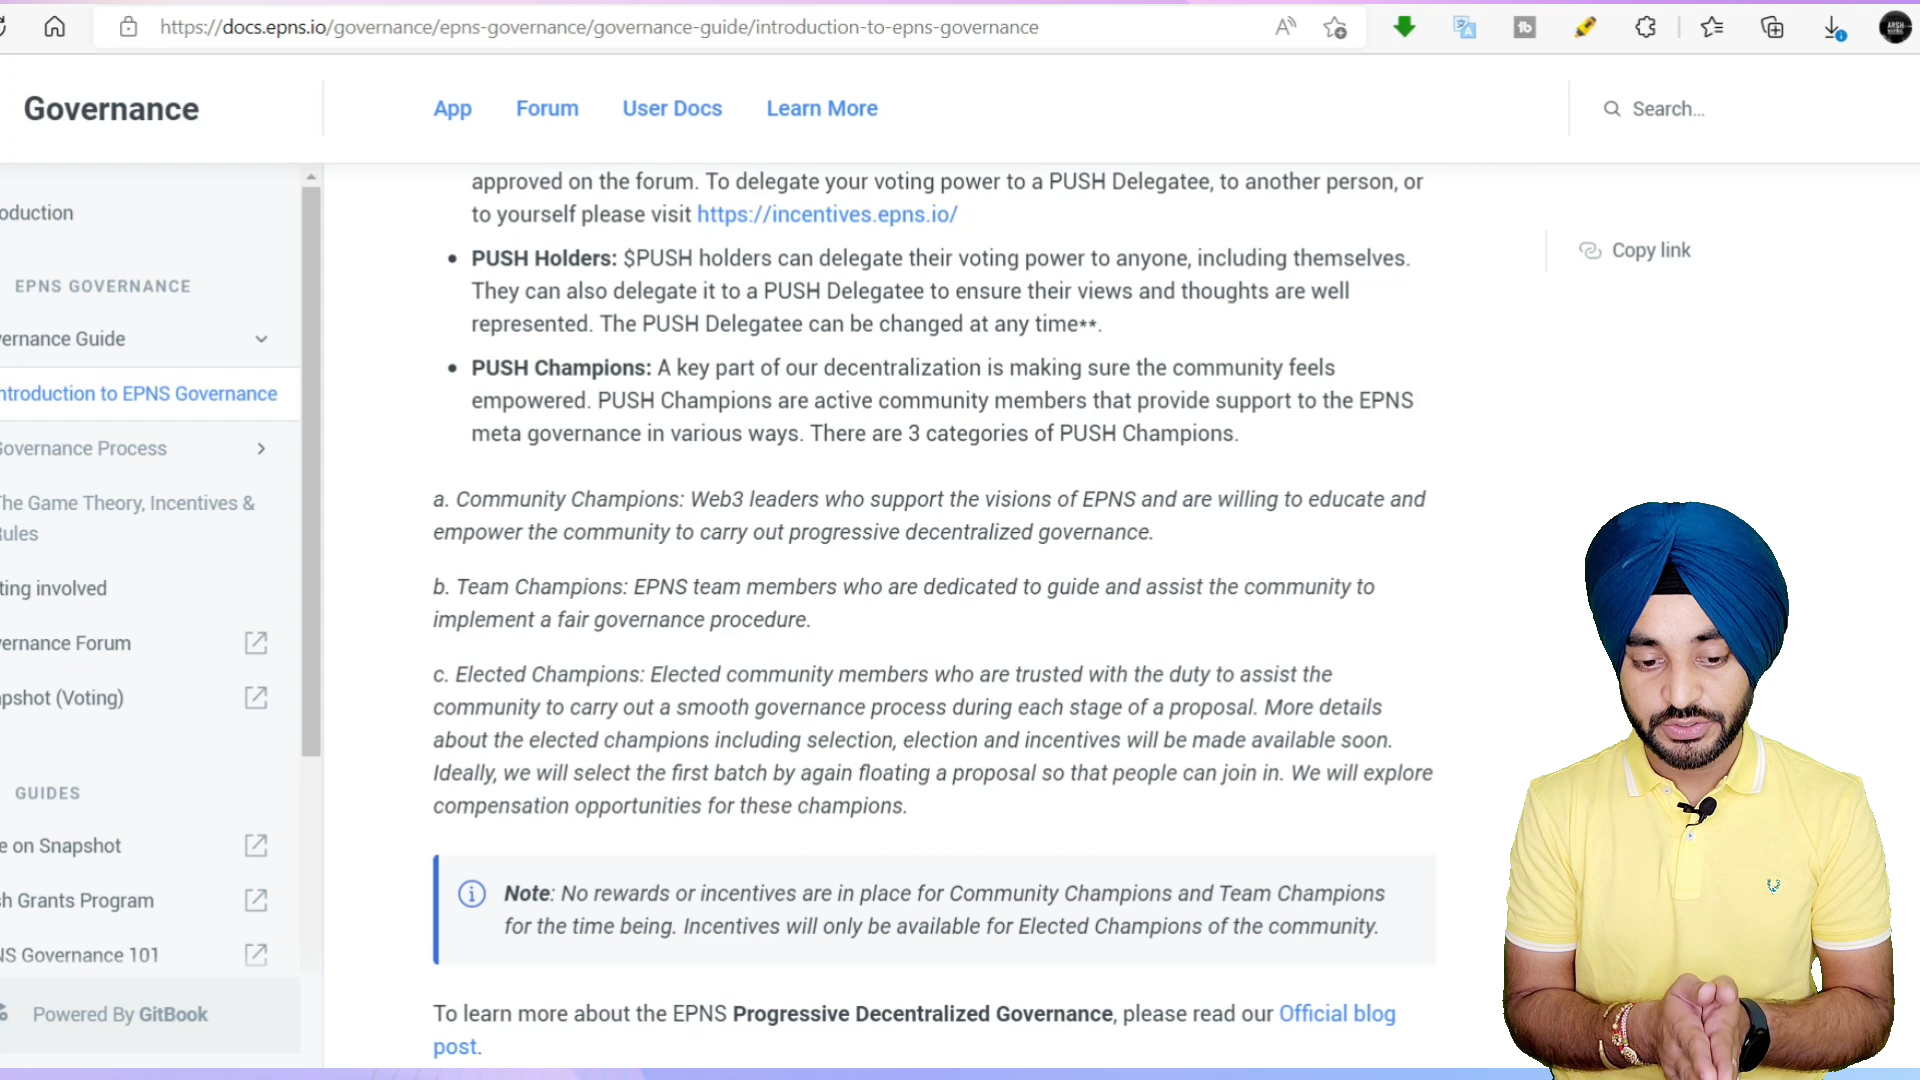 https://docs.epns.io/governance/epns-governance/governance-guide/introduction-to-epns-governance
Governance
App
Forum
User Docs
Learn More
Search...
oduction
EPNS GOVERNANCE
vernance Guide
ntroduction to EPNS Governance
Governance Process
The Game Theory, Incentives &
Rules
ting involved
vernance Forum
pshot (Voting)
GUIDES
e on Snapshot
sh Grants Program
NS Governance 101
Powered By GitBook
approved on the forum. To delegate your voting power to a PUSH Delegatee, to another person, or
to yourself please visit https://incentives.epns.io/
• PUSH Holders: $PUSH holders can delegate their voting power to anyone, including themselves.
They can also delegate it to a PUSH Delegatee to ensure their views and thoughts are well
represented. The PUSH Delegatee can be changed at any time**.
• PUSH Champions: A key part of our decentralization is making sure the community feels
empowered. PUSH Champions are active community members that provide support to the EPNS
meta governance in various ways. There are 3 categories of PUSH Champions.
a. Community Champions: Web3 leaders who support the visions of EPNS and are willing to educate and
empower the community to carry out progressive decentralized governance.
b. Team Champions: EPNS team members who are dedicated to guide and assist the community to
implement a fair governance procedure.
c. Elected Champions: Elected community members who are trusted with the duty to assist the
community to carry out a smooth governance process during each stage of a proposal. More details
about the elected champions including selection, election and incentives will be made available soon.
Ideally, we will select the first batch by again floating a proposal so that people can join in. We will explore
compensation opportunities for these champions.
Note: No rewards or incentives are in place for Community Champions and Team Champions
for the time being. Incentives will only be available for Elected Champions of the community.
To learn more about the EPNS Progressive Decentralized Governance, please read our Official blog
post.
Copy link